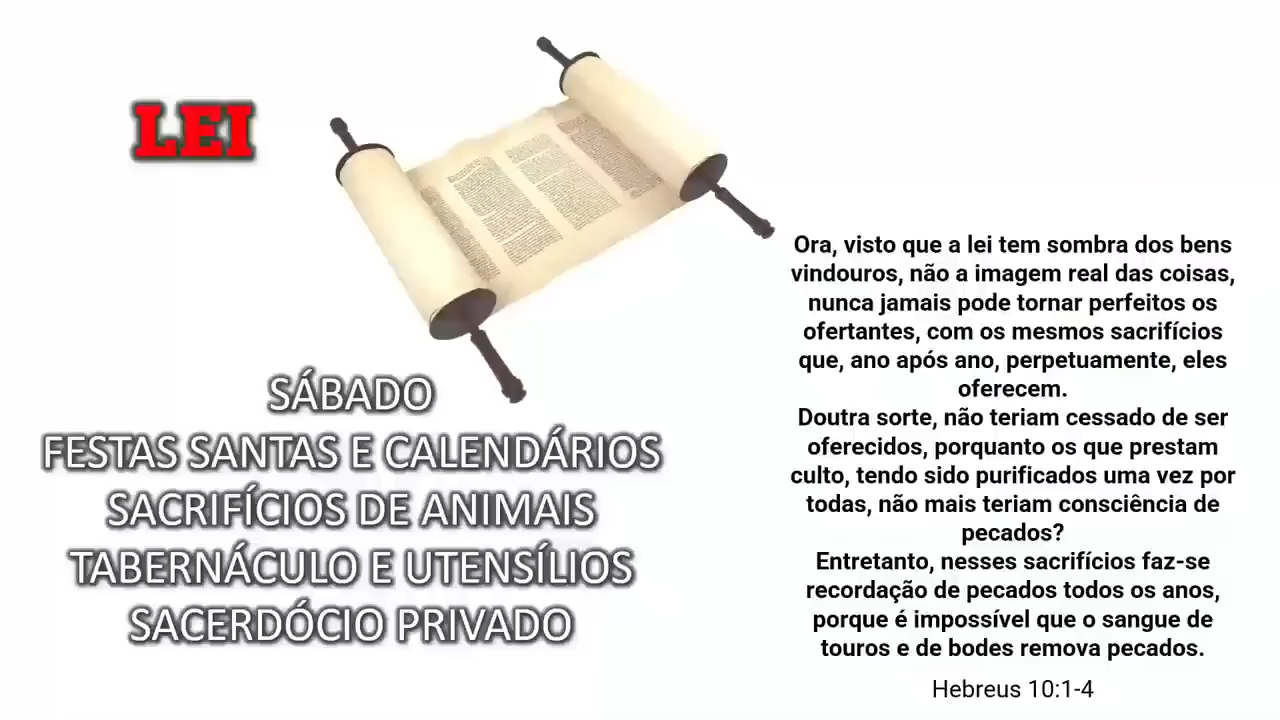 LEI
SÁBADO
FESTAS SANTAS E CALENDÁRIOS
SACRIFÍCIOS DE ANIMAIS
TABERNÁCULO E UTENSÍLIOS
SACERDÓCIO PRIVADO
Ora, visto que a lei tem sombra dos bens
vindouros, não a imagem real das coisas,
nunca jamais pode tornar perfeitos os
ofertantes, com os mesmos sacrifícios
que, ano após ano, perpetuamente, eles
oferecem.
Doutra sorte, não teriam cessado de ser
oferecidos, porquanto os que prestam
culto, tendo sido purificados uma vez por
todas, não mais teriam consciência de
pecados?
Entretanto, nesses sacrifícios faz-se
recordação de pecados todos os anos,
porque é impossível que o sangue de
touros e de bodes remova pecados.
Hebreus 10:1-4